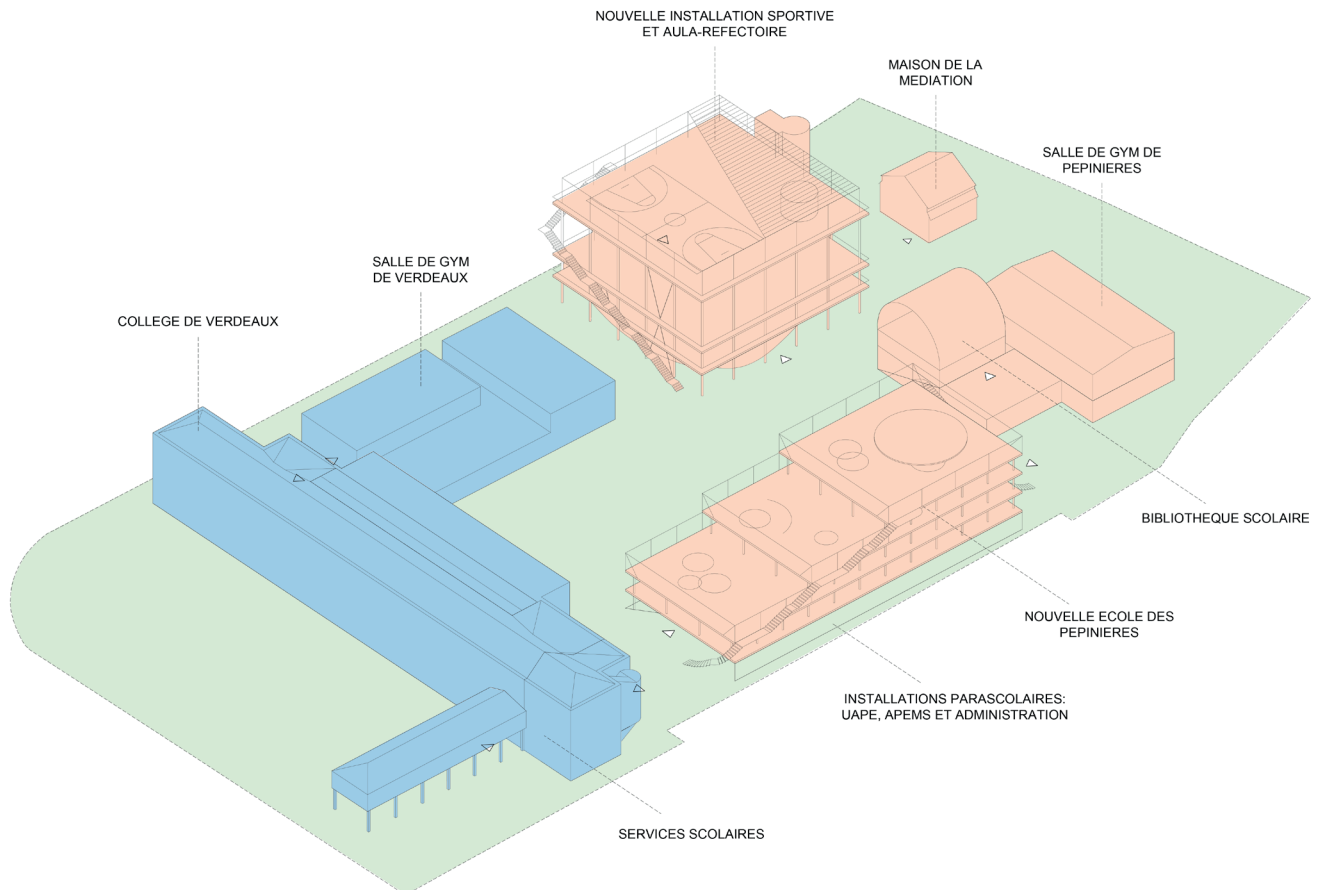 NOUVELLE INSTALLATION SPORTIVE
ET AULA-REFECTOIRE
MAISON DE LA
MEDIATION
SALLE DE GYM DE
PEPINIERES
SALLE DE GYM
DE VERDEAUX
COLLEGE DE VERDEAUX
BIBLIOTHEQUE SCOLAIRE
NOUVELLE ECOLE DES
PEPINIERES
INSTALLATIONS PARASCOLAIRES:
UAPE, APEMS ET ADMINISTRATION
SERVICES SCOLAIRES